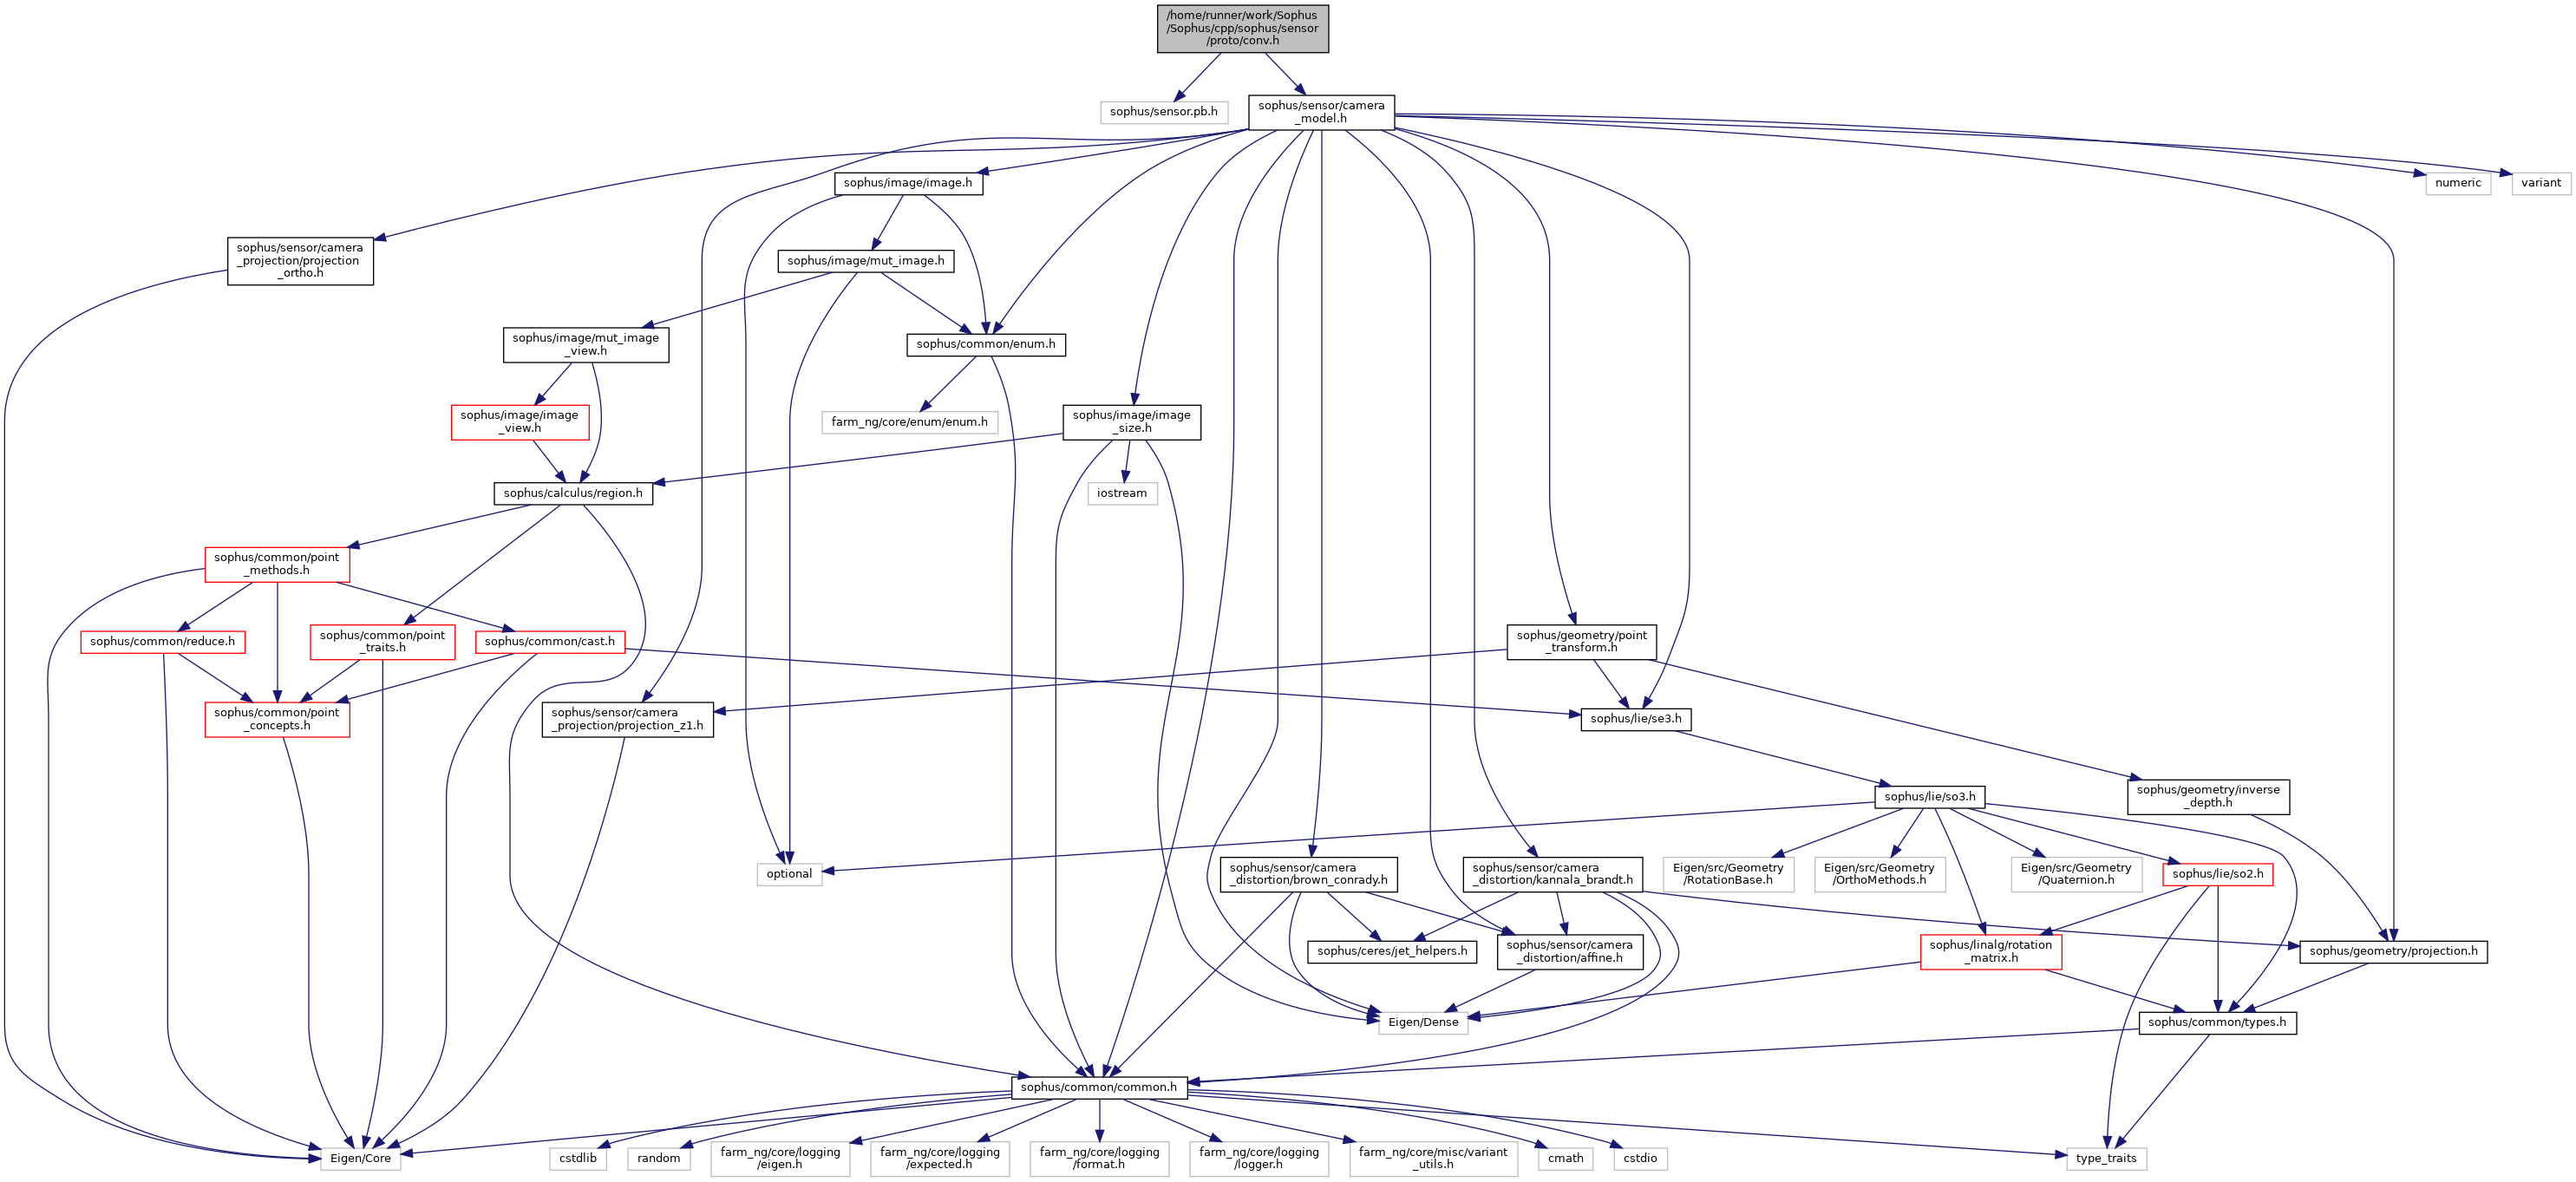 /home/runner/work/Sophus
/Sophus/cpp/sophus/sensor
/proto/conv.h
sophus/sensor.pb.h
sophus/sensor/camera
_model.h
sophus/image/image.h
numeric
variant
sophus/sensor/camera
_projection/projection
_ortho.h
sophus/image/mut_image.h
sophus/image/mut_image
_view.h
sophus/common/enum.h
sophus/image/image
_view.h
farm_ng/core/enum/enum.h
sophus/image/image
_size.h
sophus/calculus/region.h
iostream
sophus/common/point
_methods.h
sophus/common/reduce.h
sophus/common/point
_traits.h
sophus/common/cast.h
sophus/geometry/point
_transform.h
sophus/common/point
_concepts.h
sophus/sensor/camera
_projection/projection_z1.h
sophus/lie/se3.h
sophus/geometry/inverse
_depth.h
sophus/lie/so3.h
optional
sophus/sensor/camera
_distortion/brown_conrady.h
sophus/sensor/camera
_distortion/kannala_brandt.h
Eigen/src/Geometry
/RotationBase.h
Eigen/src/Geometry
/OrthoMethods.h
Eigen/src/Geometry
/Quaternion.h
sophus/lie/so2.h
sophus/ceres/jet_helpers.h
sophus/sensor/camera
_distortion/affine.h
sophus/linalg/rotation
_matrix.h
sophus/geometry/projection.h
Eigen/Dense
sophus/common/types.h
sophus/common/common.h
Eigen/Core
cstdlib
random
farm_ng/core/logging
/eigen.h
farm_ng/core/logging
/expected.h
farm_ng/core/logging
/format.h
farm_ng/core/logging
/logger.h
farm_ng/core/misc/variant
_utils.h
cmath
cstdio
type_traits